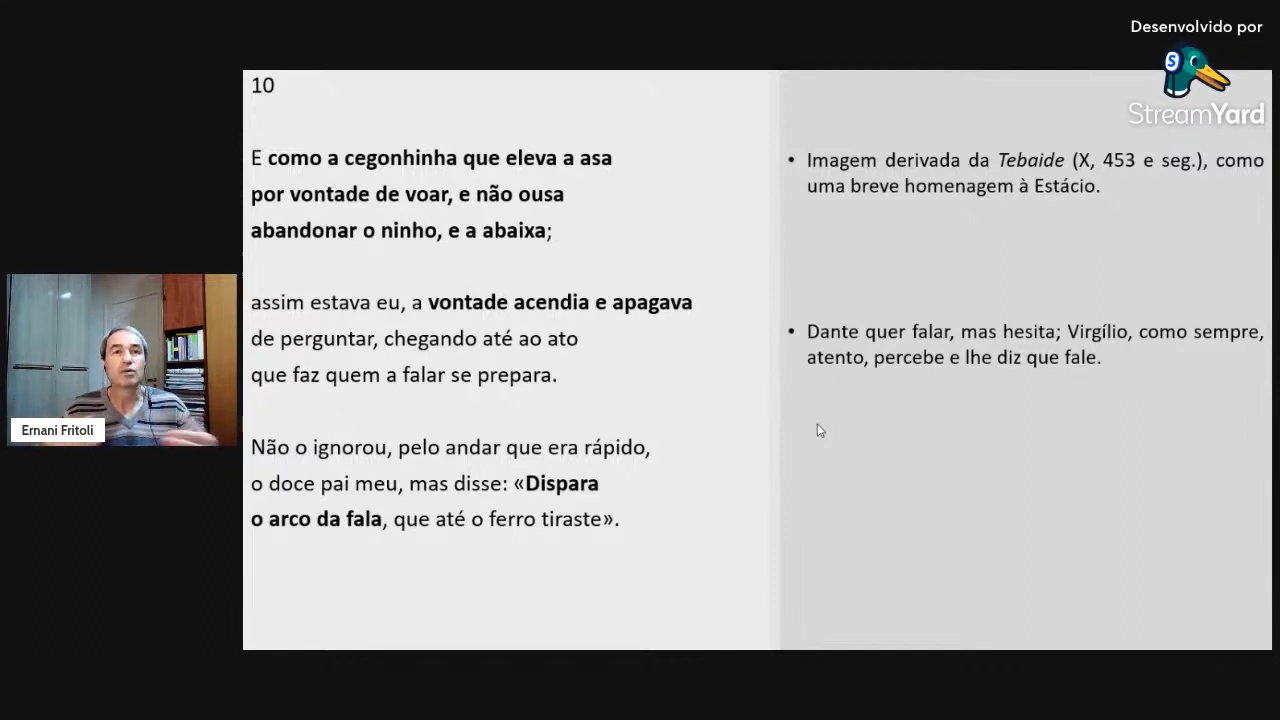 Desenvolvido por
StreamYard
10
E como a cegonhinha que eleva a asa
por vontade de voar, e não ousa
abandonar o ninho, e a abaixa;
assim estava eu, a vontade acendia e apagava
de perguntar, chegando até ao ato
que faz quem a falar se prepara.
Não o ignorou, pelo andar que era rápido,
o doce pai meu, mas disse: «Dispara
o arco da fala, que até o ferro tiraste».
• Imagem derivada da Tebaide (X, 453 e seg.), como
uma breve homenagem à Estácio.
• Dante quer falar, mas hesita; Virgílio, como sempre,
atento, percebe e lhe diz que fale.
Ernani Fritoli